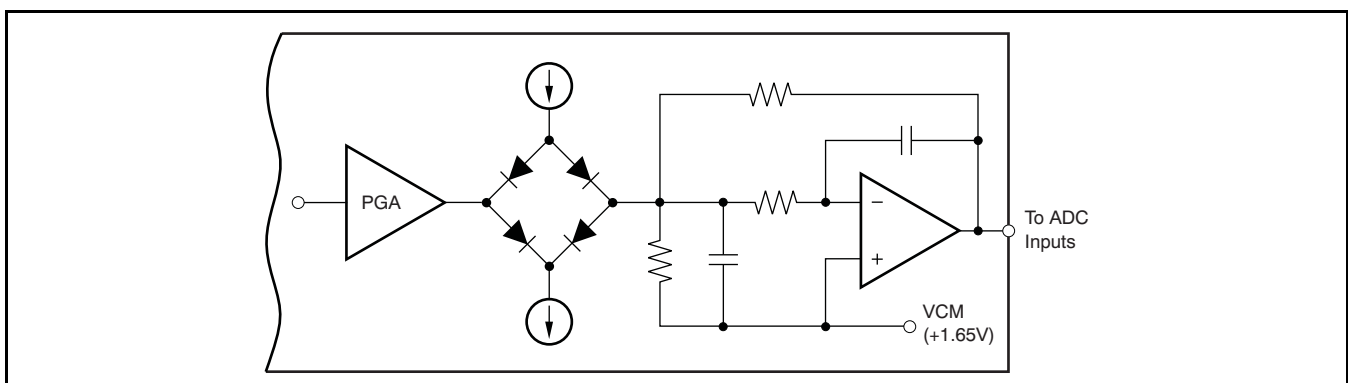 PGA
−
+
To ADC
Inputs
VCM
(+1.65V)